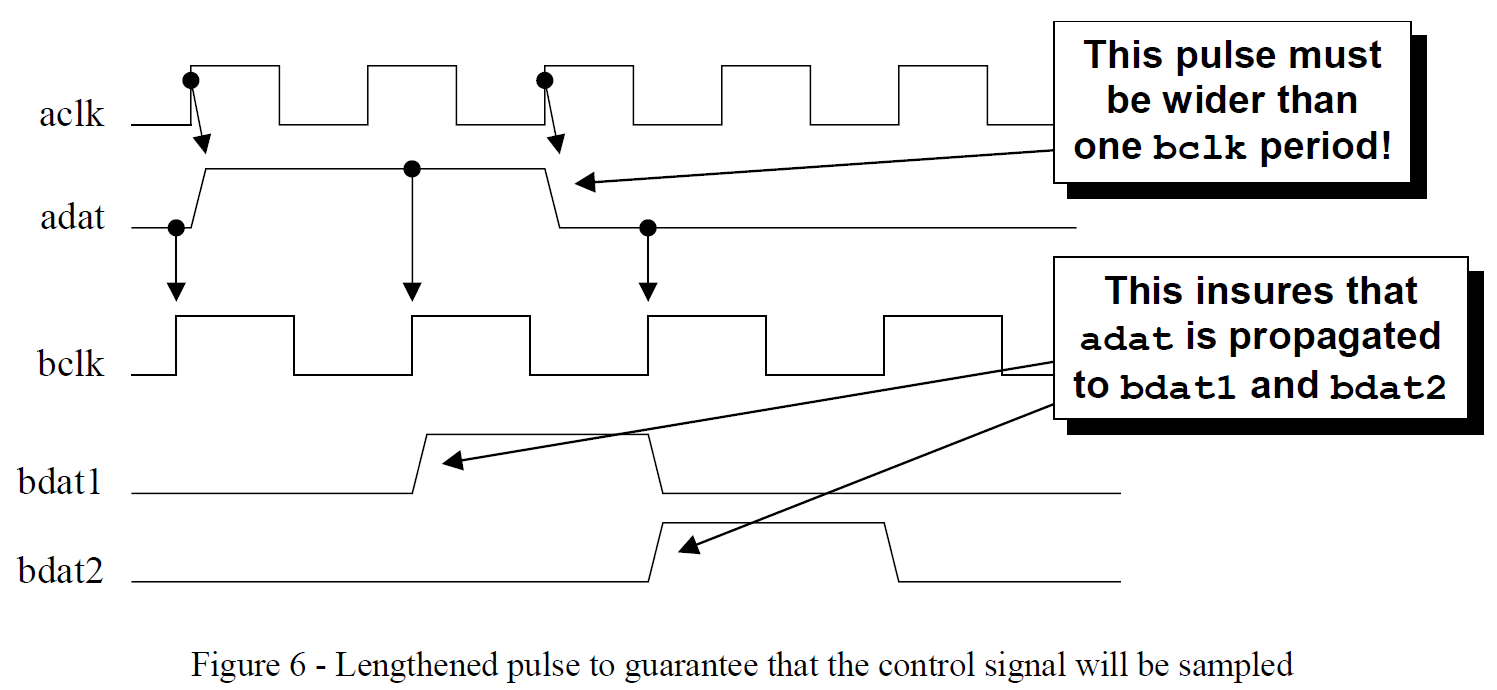 aclk
This pulse must
be wider than
one bclk period!
adat
This insures that
adat is propagated
to bdat1 and bdat2
bclk
bdat1
bdat2
Figure 6 - Lengthened pulse to guarantee that the control signal will be sampled